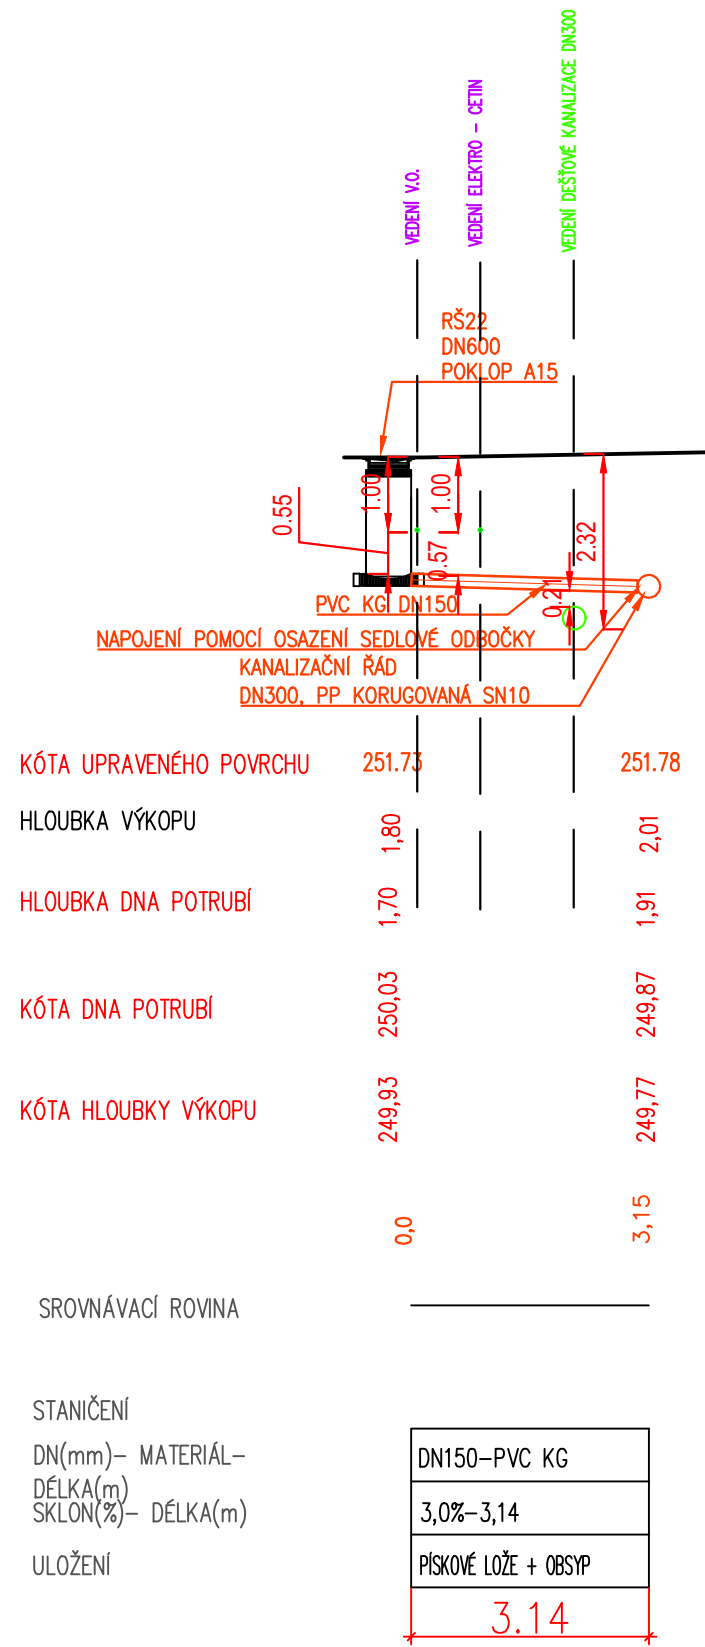 VEDENÍ V.O.
VEDENÍ ELEKTRO - CETIN
VEDENÍ DEŠŤOVÉ KANALIZACE DN300
RŠ22
DN600
POKLOP A15
0.55
1.00
1.00
0.57
2.32
0.21
PVC KG DN150
NAPOJENÍ POMOCÍ OSAZENÍ SEDLOVÉ ODBOČKY
KANALIZAČNÍ ŘÁD
DN300, PP KORUGOVANÁ SN10
KÓTA UPRAVENÉHO POVRCHU 251.73 251.78
HLOUBKA VÝKOPU 1,80 2,01
HLOUBKA DNA POTRUBÍ 1,70 1,91
KÓTA DNA POTRUBÍ 250,03 249,87
KÓTA HLOUBKY VÝKOPU 249,93 249,77
0,0 3,15
SROVNÁVACÍ ROVINA
STANIČENÍ
DN(mm)- MATERIÁL-
DÉLKA(m)
DN150-PVC KG
SKLON(%)- DÉLKA(m) 3,0%-3,14
ULOŽENÍ PÍSKOVÉ LOŽE + OBSYP
3.14